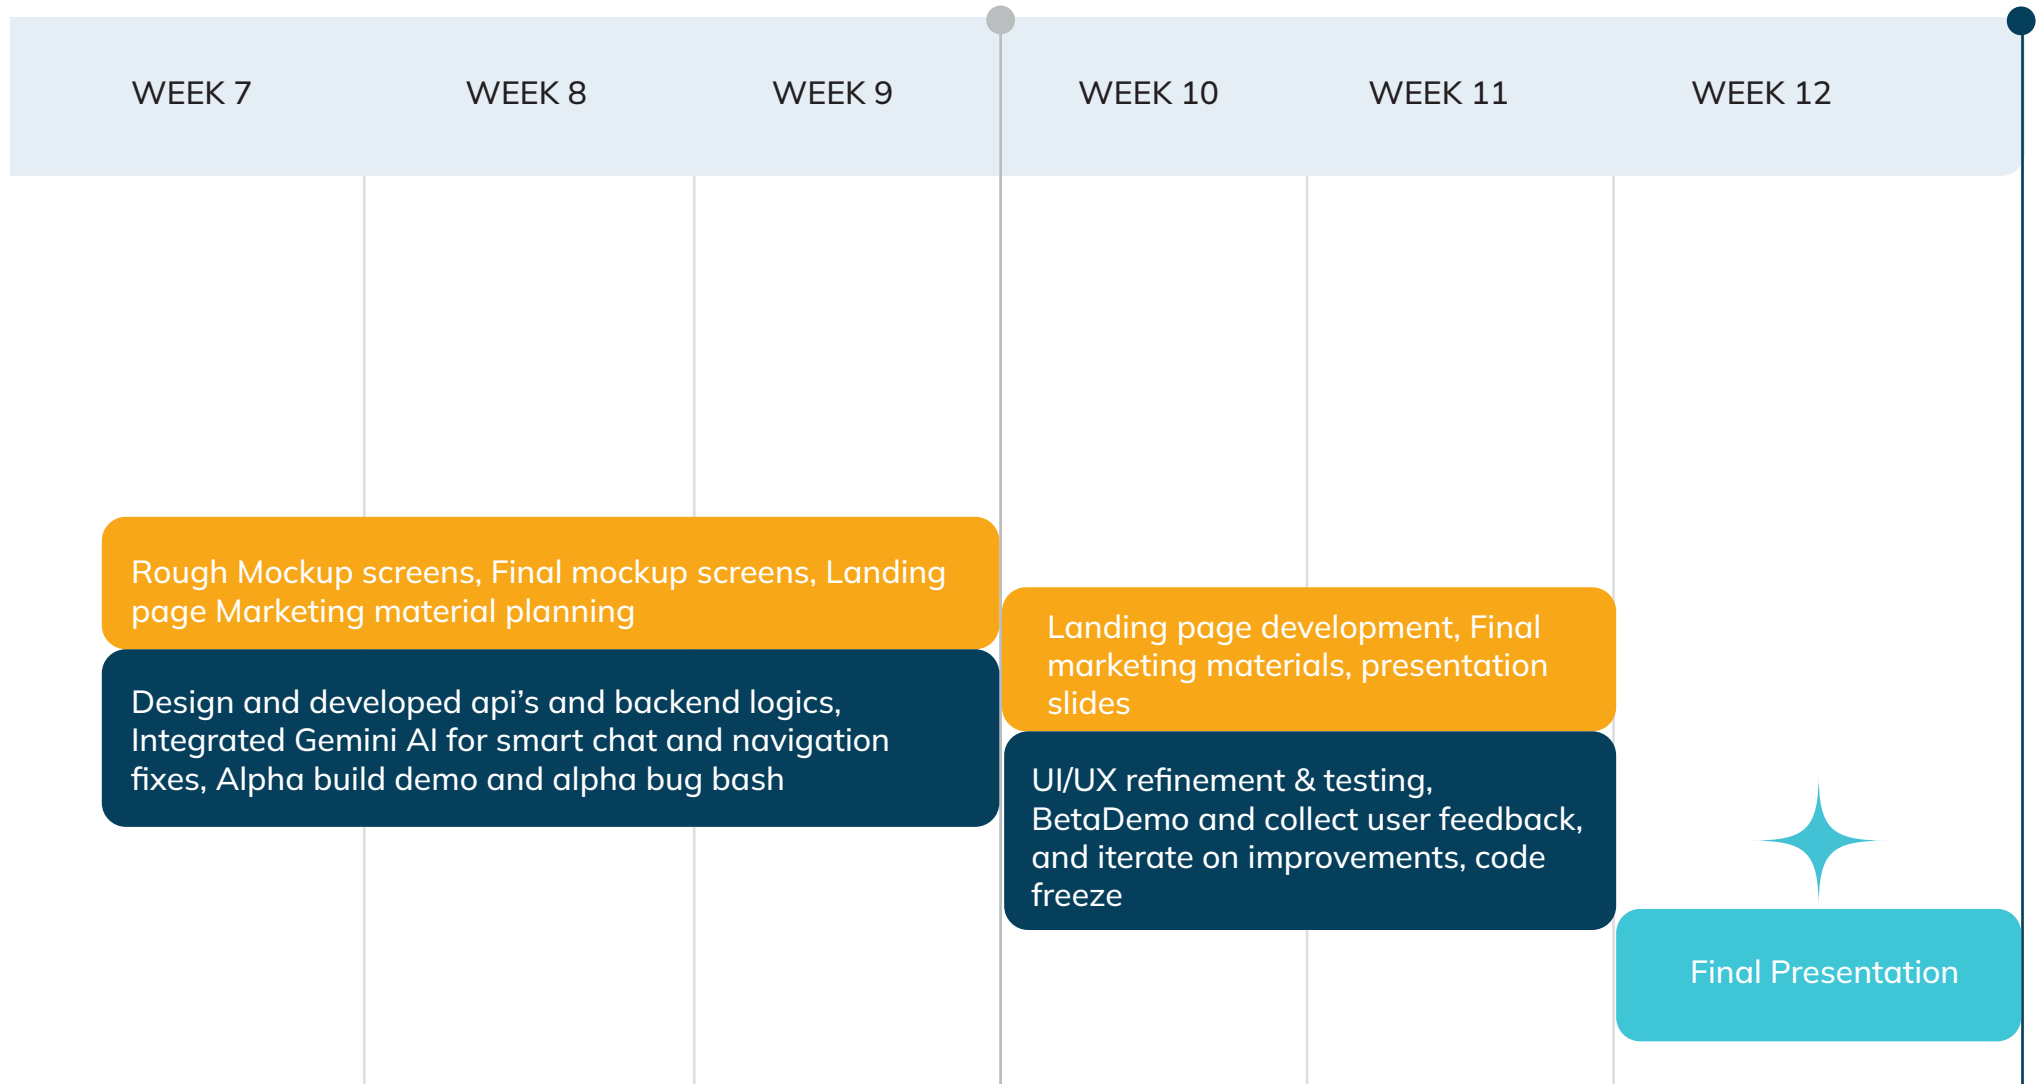 WEEK 7
WEEK 8
WEEK 9
WEEK 10
WEEK 11
WEEK 12
Rough Mockup screens, Final mockup screens, Landing
page Marketing material planning
Design and developed api’s and backend logics,
Integrated Gemini AI for smart chat and navigation
fixes, Alpha build demo and alpha bug bash
Landing page development, Final
marketing materials, presentation
slides
UI/UX refinement & testing,
BetaDemo and collect user feedback,
and iterate on improvements, code
freeze
Final Presentation